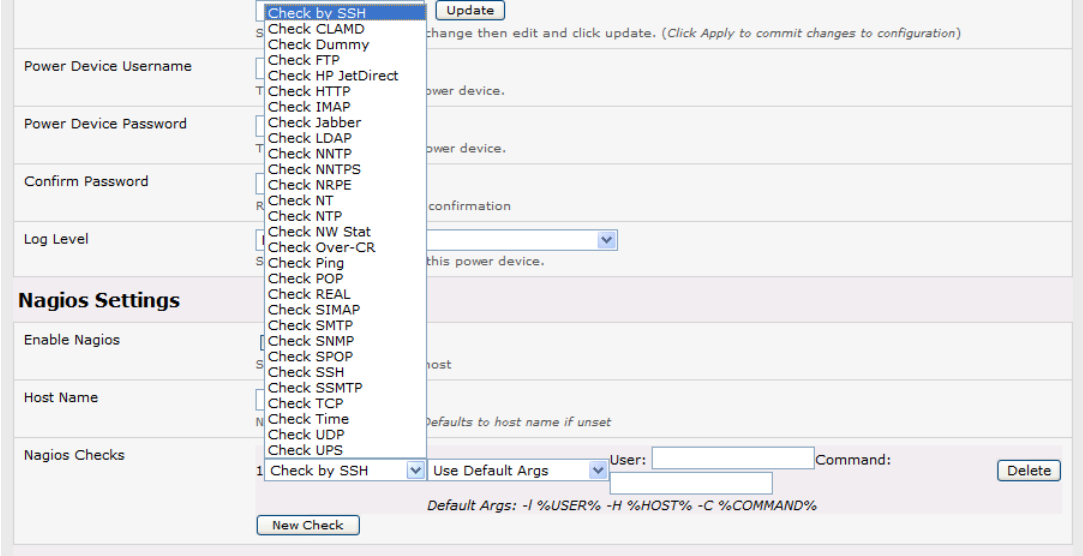 Check by SSH
Update
Check CLAMD
S change then edit and click update. (Click Apply to commit changes to configuration)
Check Dummy
Check FTP
Power Device Username
Check HP JetDirect
Check HTTP
T ower device.
Check IMAP
Check Jabber
Power Device Password
Check LDAP
Check NNTP
T ower device.
Check NNTPS
Confirm Password
Check NRPE
Check NT
R confirmation
Check NTP
Check NW Stat
Log Level
Check Over-CR
Check Ping
S this power device.
Check POP
Check REAL
Nagios Settings
Check SIMAP
Check SMTP
Enable Nagios
Check SNMP
Check SPOP
S host
Check SSH
Check SSMTP
Host Name
Check TCP
Check Time
N Defaults to host name if unset
Check UDP
Check UPS
Nagios Checks
1 Check by SSH Use Default Args User: Command: Delete
Default Args: -l %USER% -H %HOST% -C %COMMAND%
New Check